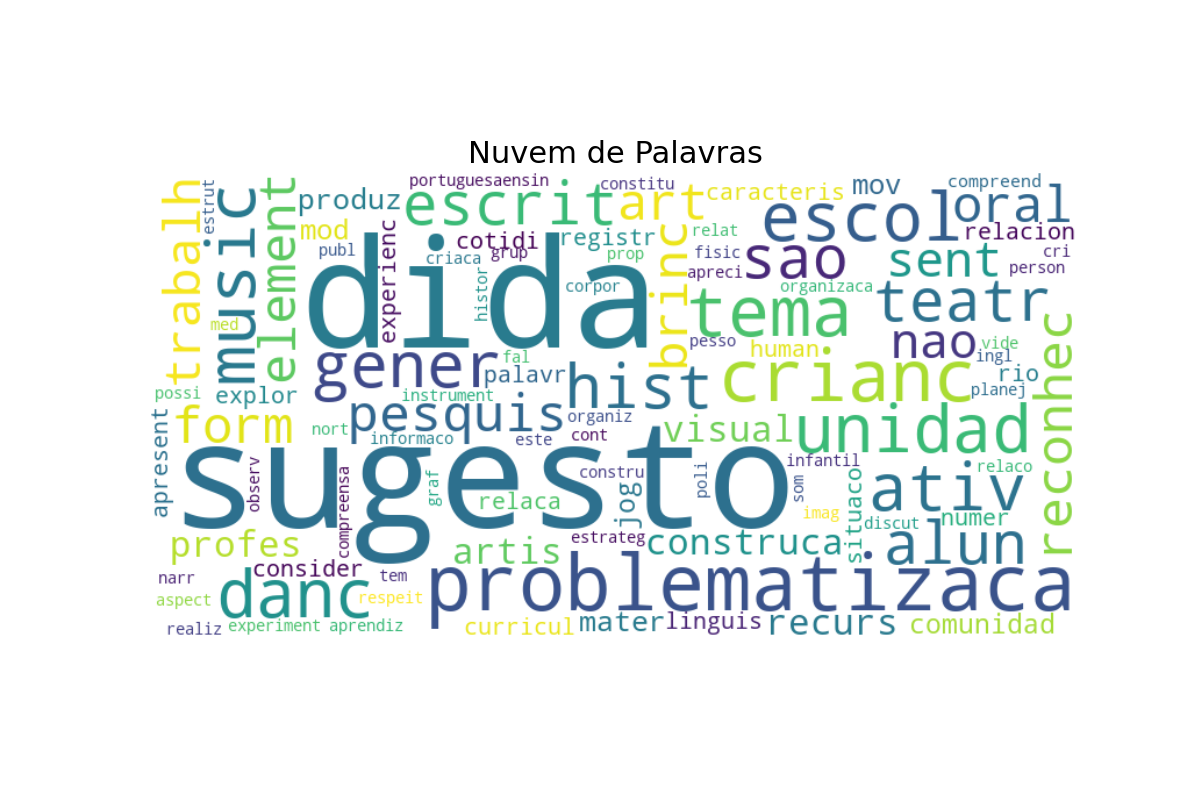 Nuvem de Palavras
portuguesaensin
constitu
compreend
trabalh
estrut
music
element
produz
escrit
art
caracteris
mov
escol
oral
mod
publ
experienc
criaca
cotidi
grup
registr
prop
brinc
relat
fisic
apreci
sao
sent
relacion
cri
person
dida
histor
corpor
tema
organizaca
teatr
med
gener
fal
palavr
pesso
human
nao
vide
ingl
rio
planej
reconhec
possi
explor
instrument
hist
crianc
apresent
form
nort
pesquis
informaco
organiz
este
cont
visual
unidad
sugesto
observ
compreensa
graf
relaca
constru
jog
poli
infantil
som
imag
situaco
ativ
relaco
discut
numer
profes
artis
estrateg
construca
alun
narr
consider
tem
aspect
danc
respeit
problematizaca
realiz
experiment
aprendiz
curricul
mater
linguis
recurs
comunidad